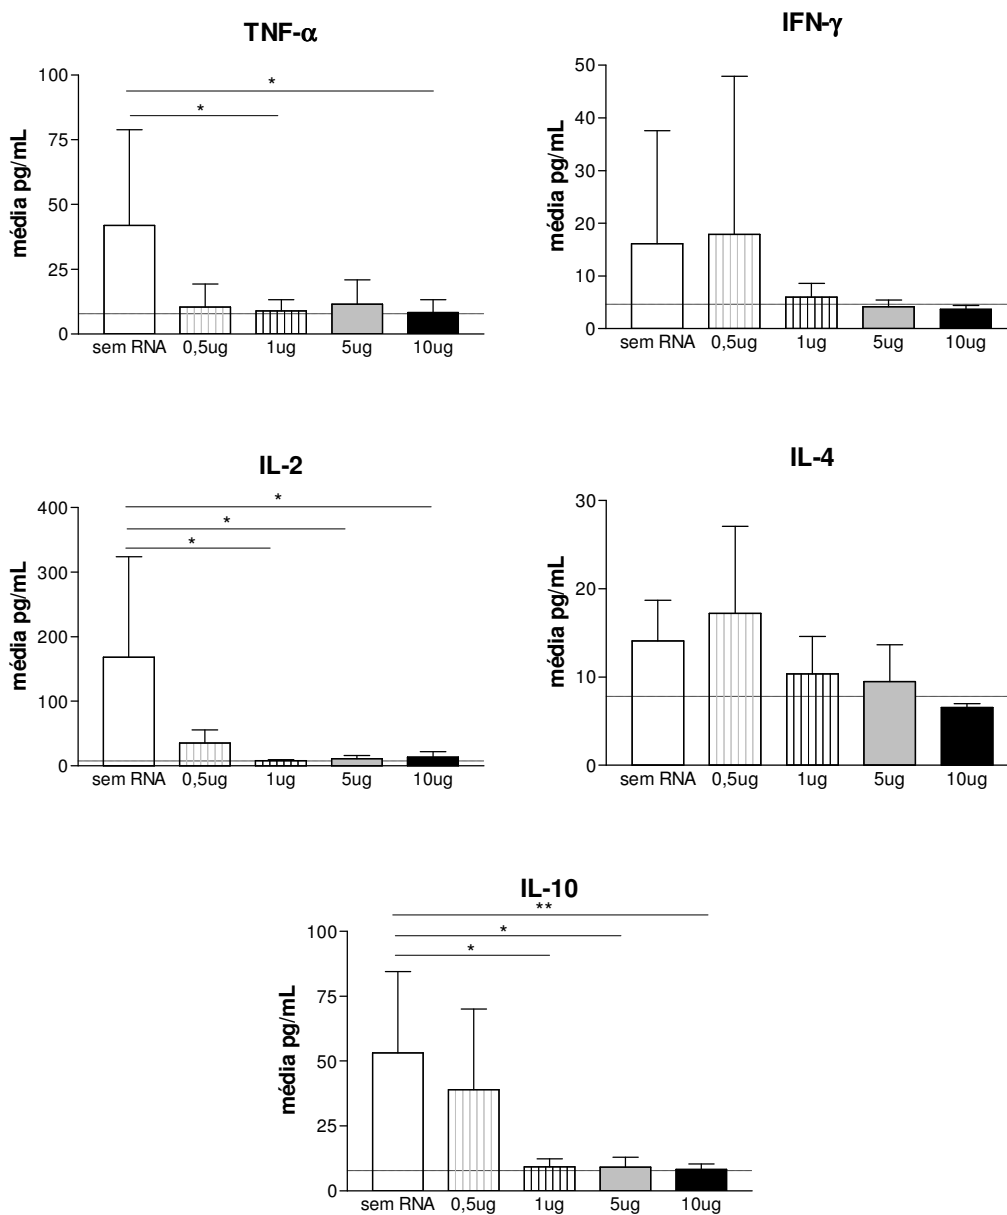 TNF-α
média pg/mL
100
75
50
25
0
*
*
sem RNA 0,5ug 1ug 5ug 10ug
IFN-γ
média pg/mL
50
40
30
20
10
0
sem RNA 0,5ug 1ug 5ug 10ug
IL-2
média pg/mL
400
300
200
100
0
*
*
*
sem RNA 0,5ug 1ug 5ug 10ug
IL-4
média pg/mL
30
20
10
0
sem RNA 0,5ug 1ug 5ug 10ug
IL-10
média pg/mL
100
75
50
25
0
**
*
*
sem RNA 0,5ug 1ug 5ug 10ug